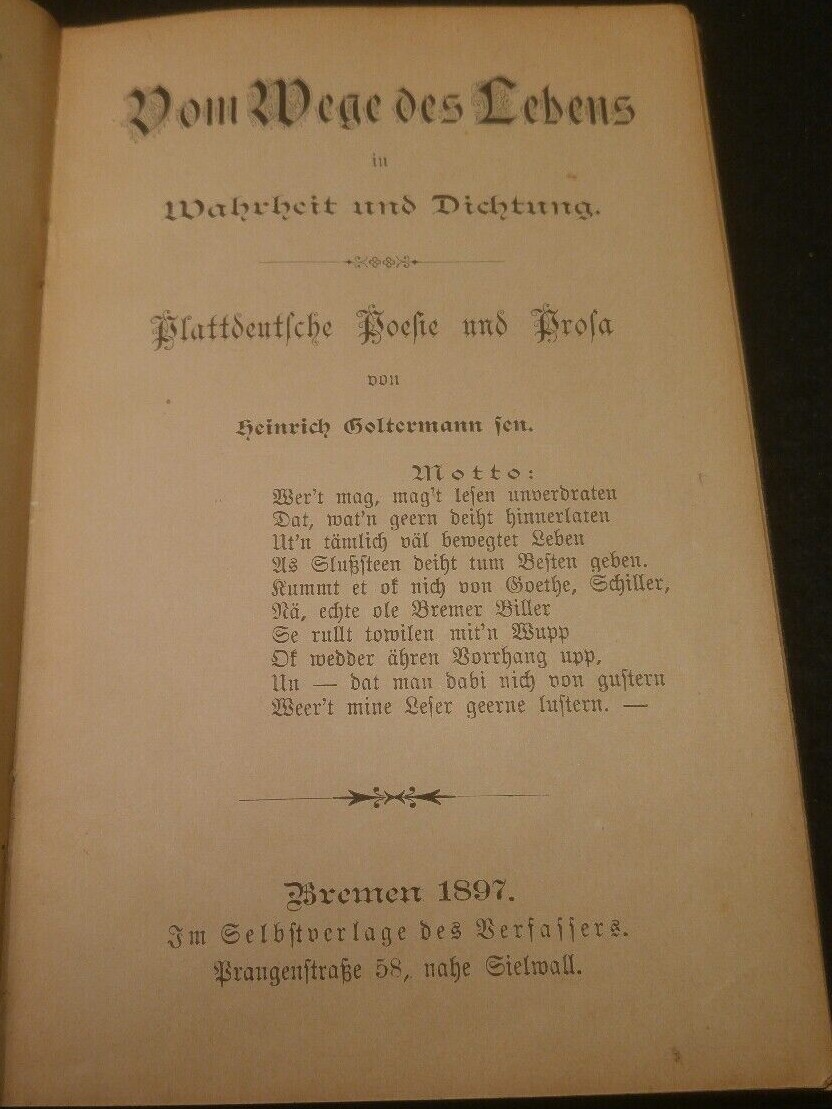 Vom Wege des Lebens
in
Wahrheit und Dichtung.
Plattdeutſche Poeſie und Proſa
von
Heinrich Goltermann ſen.
Motto:
Wer't mag, mag't leſen unverdraten
Dat, wat'n geern deiht hinnerlaten
Ut'n tämlich väl bewegtet Leben
As Slußſteen deiht tum Beſten geben.
Kummt et ok nich von Goethe, Schiller,
Nä, echte ole Bremer Biller
Se rullt towilen mit'n Wupp
Ok wedder ähren Vorrhang upp,
Un — dat man dabi nich von guſtern
Weer't mine Leſer geerne luſtern. —
Bremen 1897.
Im Selbſtverlage des Verfaſſers.
Prangenſtraße 58, nahe Sielwall.